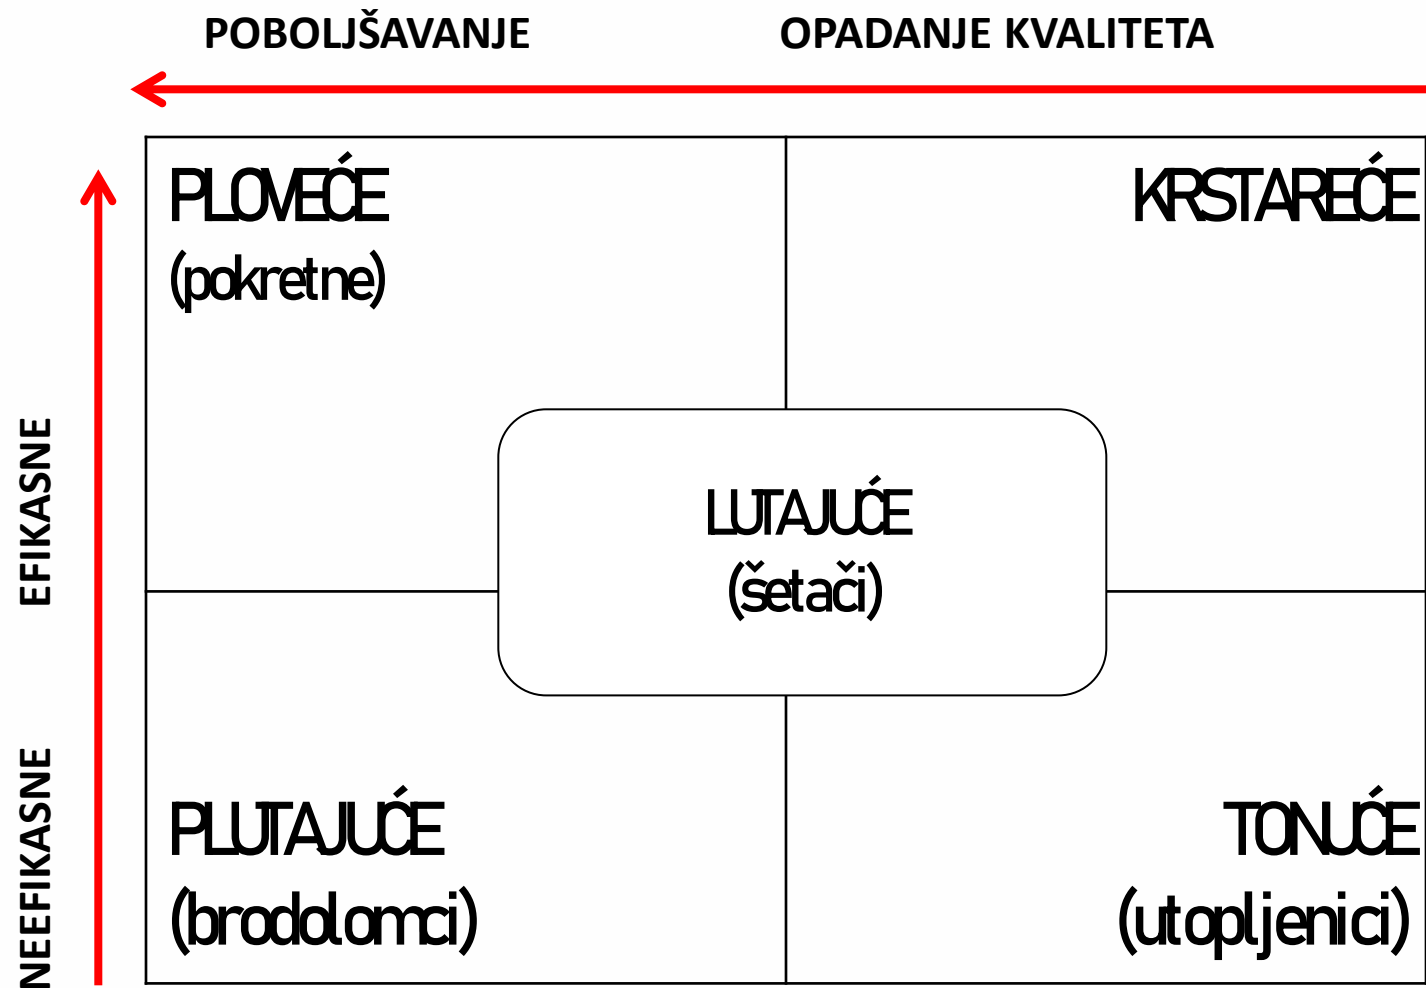 POBOLJŠAVANJE OPADANJE KVALITETA
PLOVEĆE
(pokretne)
KRSTAREĆE
EFIKASNE
LUTAJUĆE
(šetači)
NEEFIKASNE
PLUTAJUĆE
(brodolomci)
TONUĆE
(utopljenici)